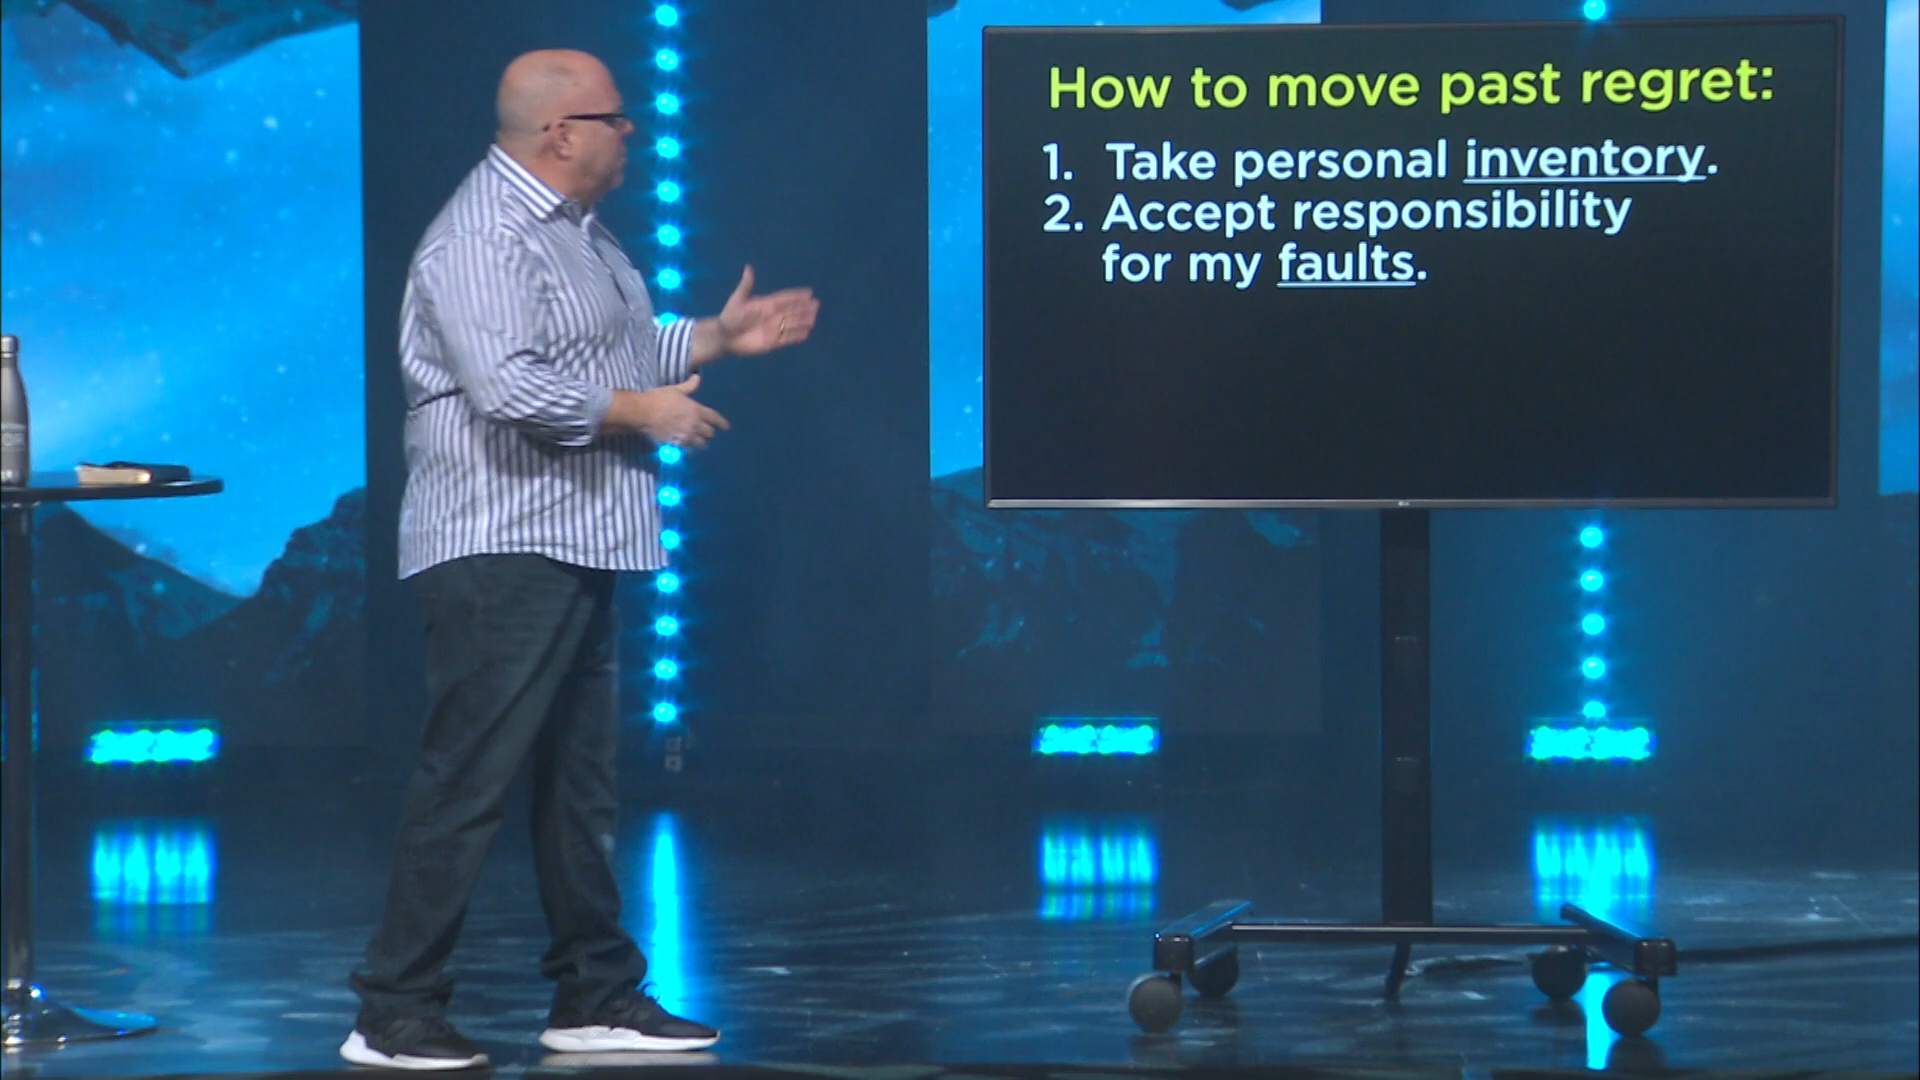 How to move past regret:
1. Take personal inventory.
2. Accept responsibility
for my faults.